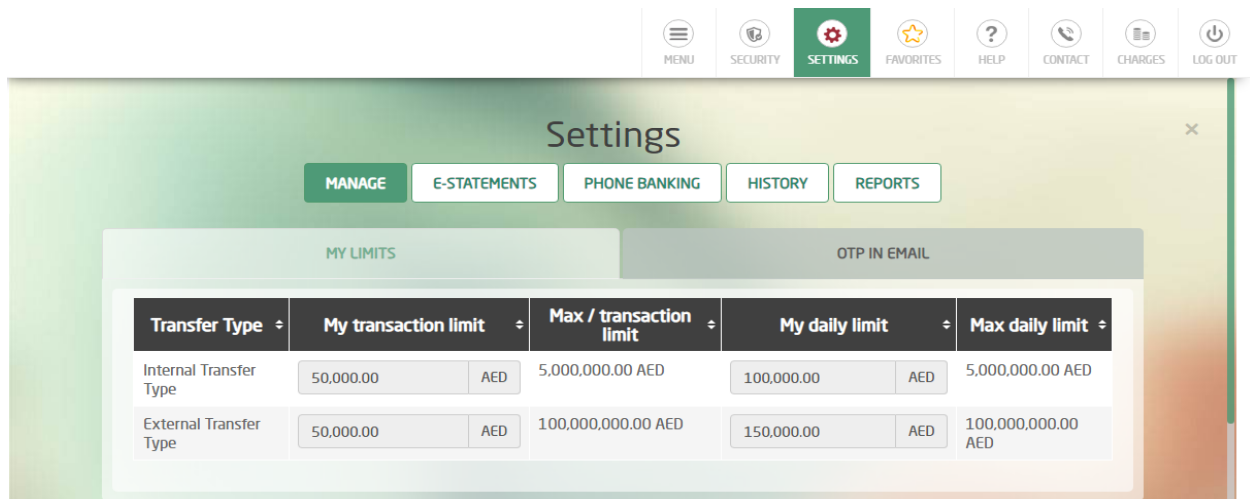 MENU
SECURITY
SETTINGS
FAVORITES
?
HELP
CONTACT
CHARGES
LOG OUT
Settings
×
MANAGE
E-STATEMENTS
PHONE BANKING
HISTORY
REPORTS
MY LIMITS
OTP IN EMAIL
Transfer Type
My transaction limit
Max / transaction
limit
My daily limit
Max daily limit
Internal Transfer
Type
50,000.00
AED
5,000,000.00 AED
100,000.00
AED
5,000,000.00 AED
External Transfer
Type
50,000.00
AED
100,000,000.00 AED
150,000.00
AED
100,000,000.00
AED